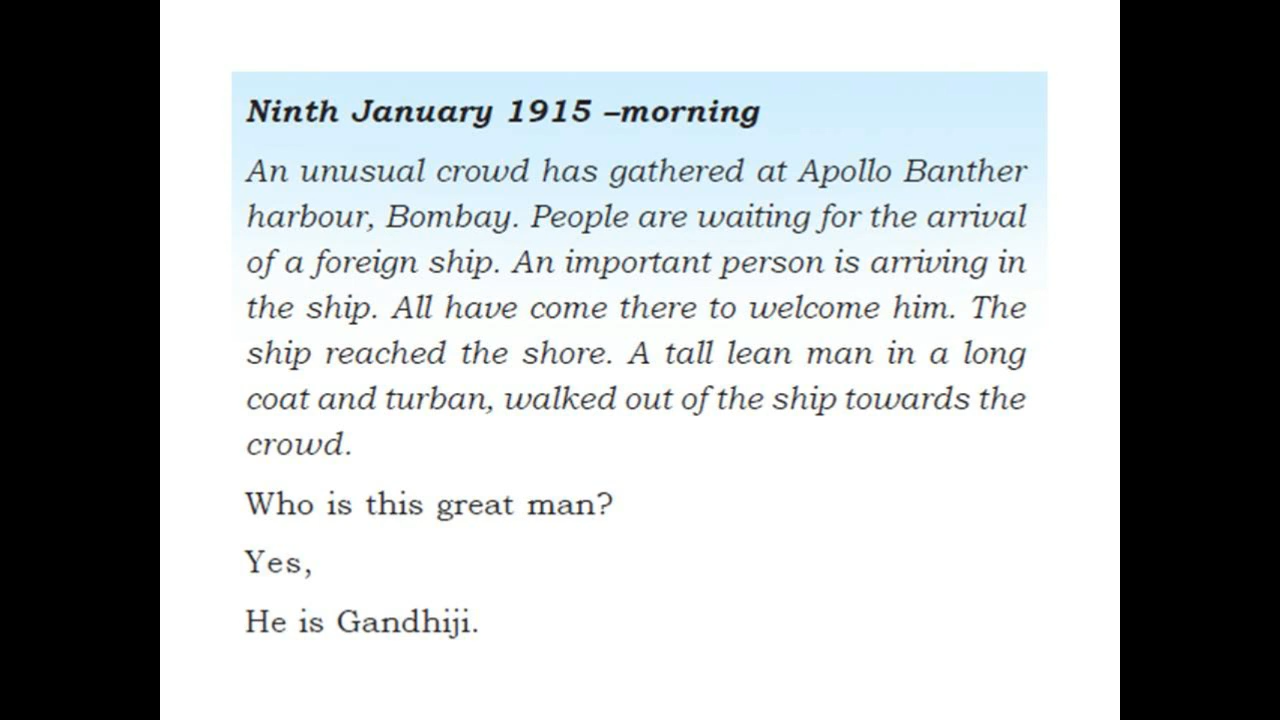 Ninth January 1915 –morning
An unusual crowd has gathered at Apollo Banther
harbour, Bombay. People are waiting for the arrival
of a foreign ship. An important person is arriving in
the ship. All have come there to welcome him. The
ship reached the shore. A tall lean man in a long
coat and turban, walked out of the ship towards the
crowd.
Who is this great man?
Yes,
He is Gandhiji.